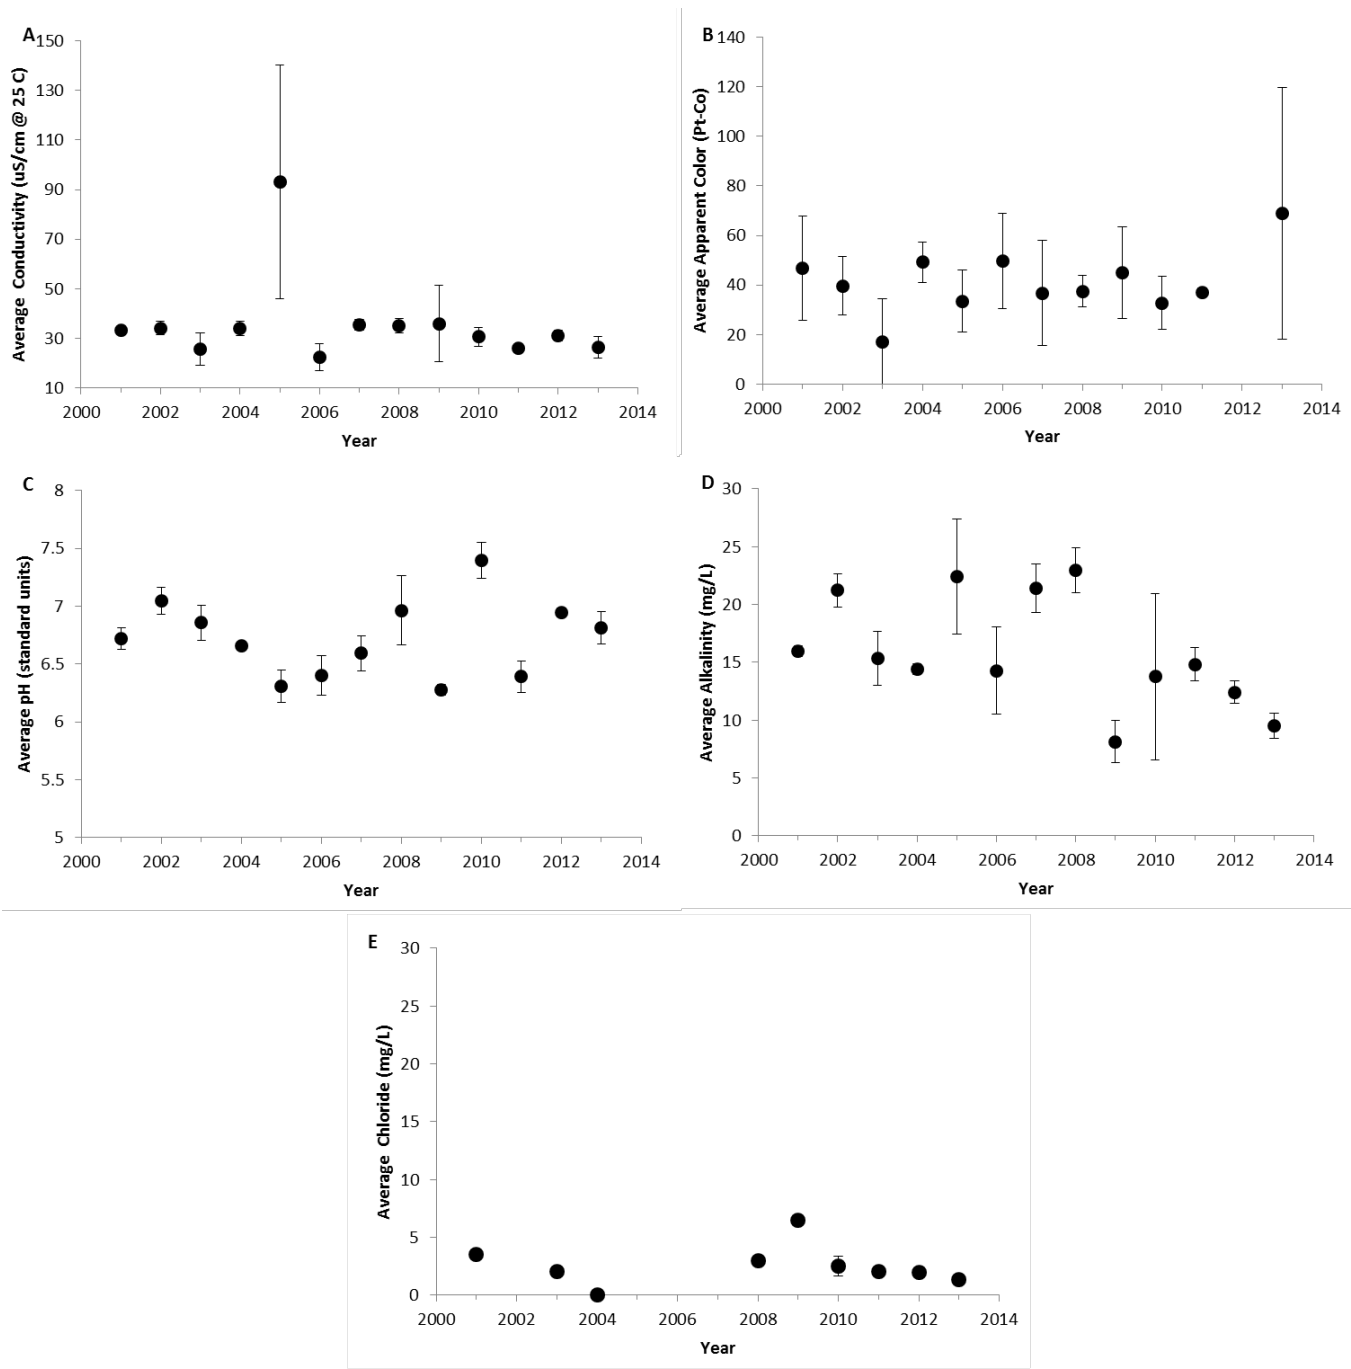 A
150
130
110
90
70
50
30
10
Average Conductivity (uS/cm @ 25 C)
2000 2002 2004 2006 2008 2010 2012 2014
Year
B
140
120
100
80
60
40
20
0
Average Apparent Color (Pt-Co)
2000 2002 2004 2006 2008 2010 2012 2014
Year
C
8
7.5
7
6.5
6
5.5
5
Average pH (standard units)
2000 2002 2004 2006 2008 2010 2012 2014
Year
D
30
25
20
15
10
5
0
Average Alkalinity (mg/L)
2000 2002 2004 2006 2008 2010 2012 2014
Year
E
30
25
20
15
10
5
0
Average Chloride (mg/L)
2000 2002 2004 2006 2008 2010 2012 2014
Year